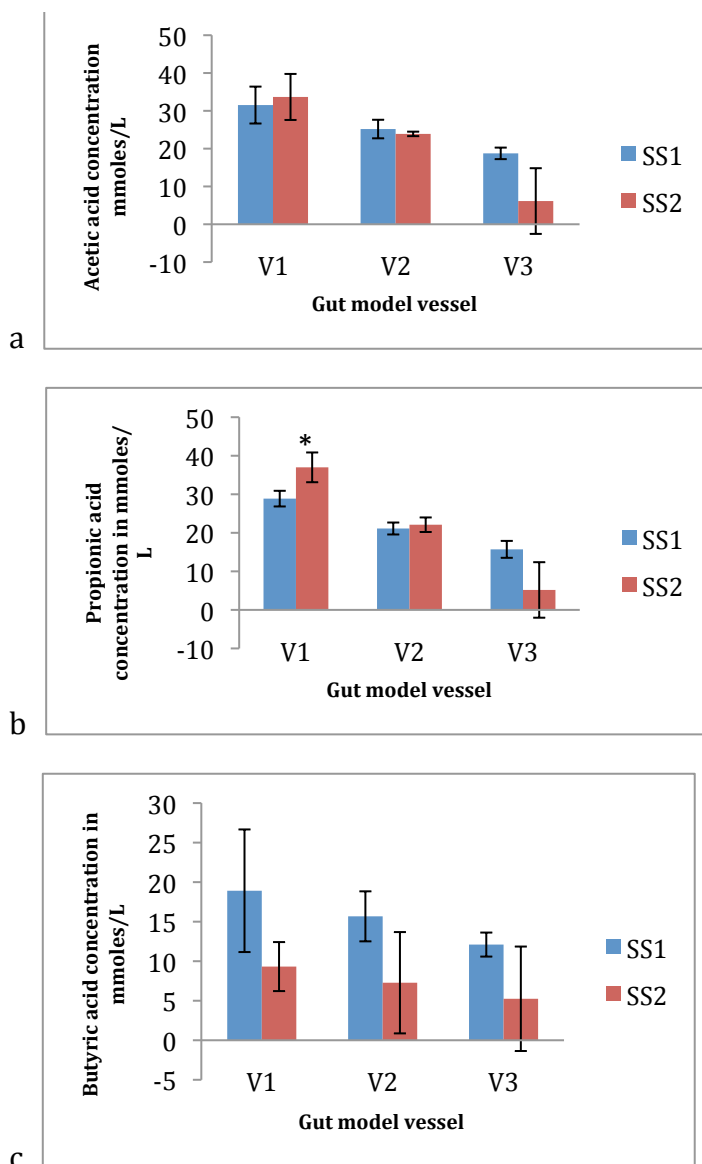 Acetic acid concentration
mmoles/L
50
40
30
20
10
0
-10
V1 V2 V3
Gut model vessel
SS1
SS2
a
Propionic acid
concentration in mmoles/
L
50
40
30
20
10
0
-10
*
V1 V2 V3
Gut model vessel
SS1
SS2
b
Butyric acid concentration in
mmoles/L
30
25
20
15
10
5
0
-5
V1 V2 V3
Gut model vessel
SS1
SS2
c